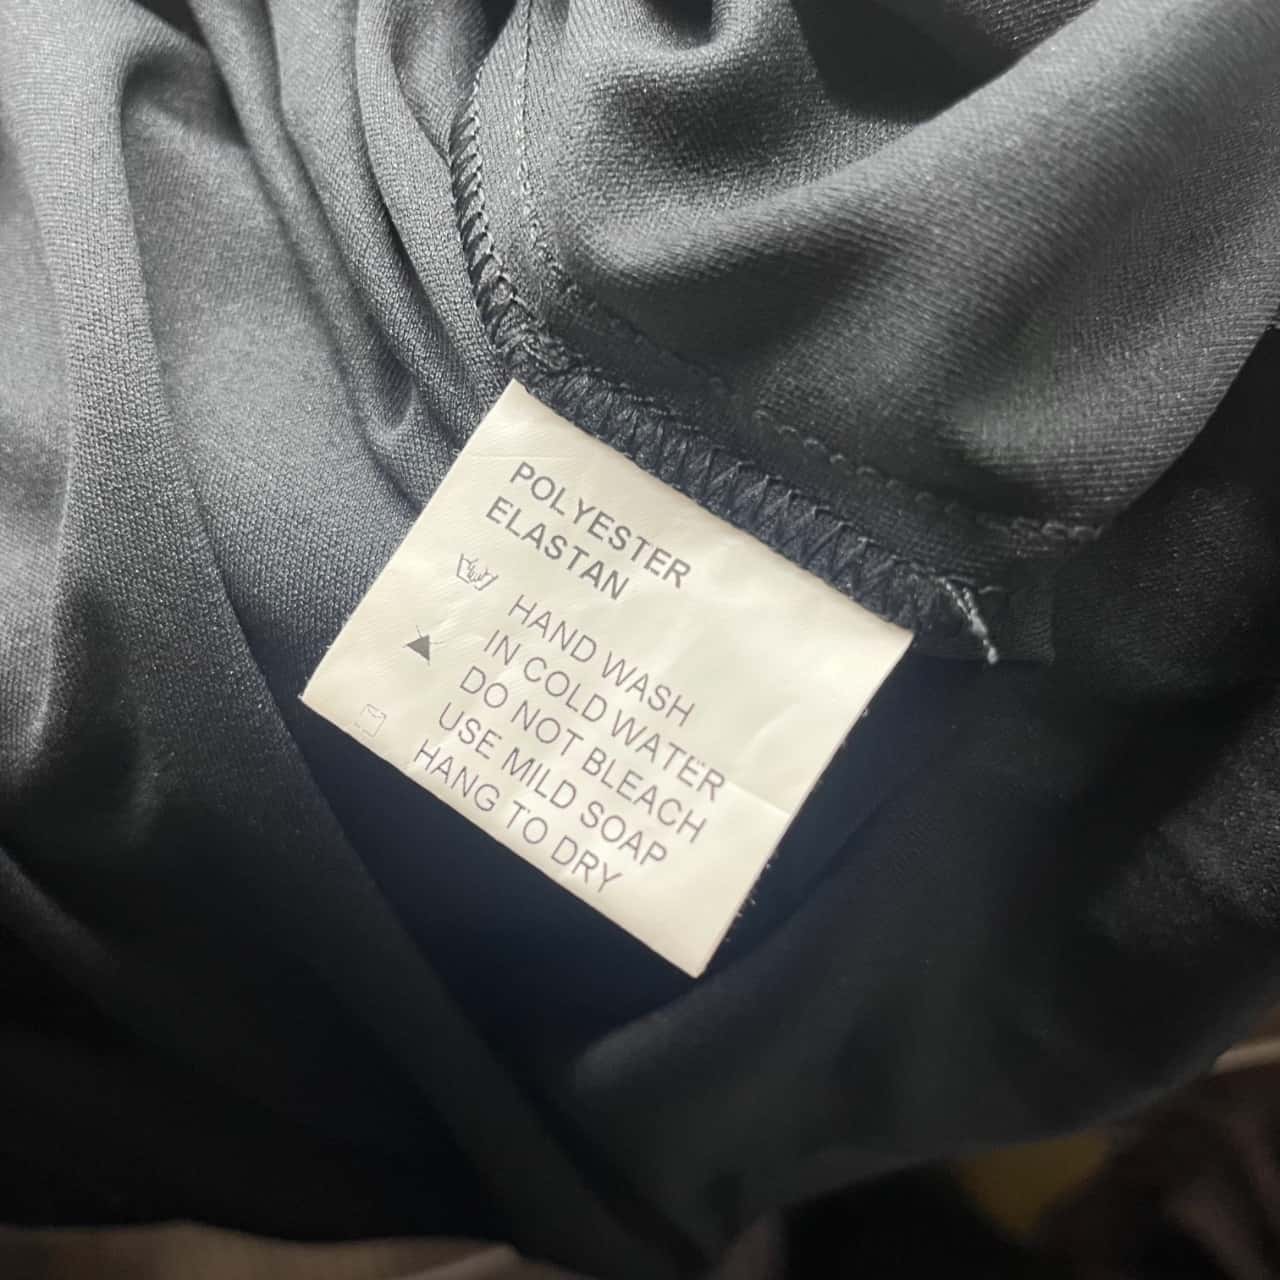 POLYESTER
ELASTAN
HAND WASH
IN COLD WATER
DO NOT BLEACH
USE MILD SOAP
HANG TO DRY